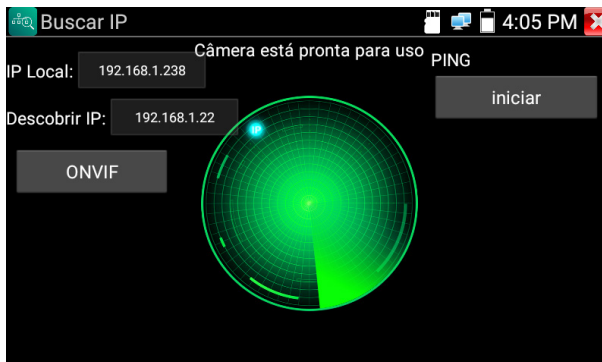 Buscar IP
4:05 PM
Câmera está pronta para uso
PING
IP Local: 192.168.1.238
iniciar
Descobrir IP: 192.168.1.22
IP
ONVIF